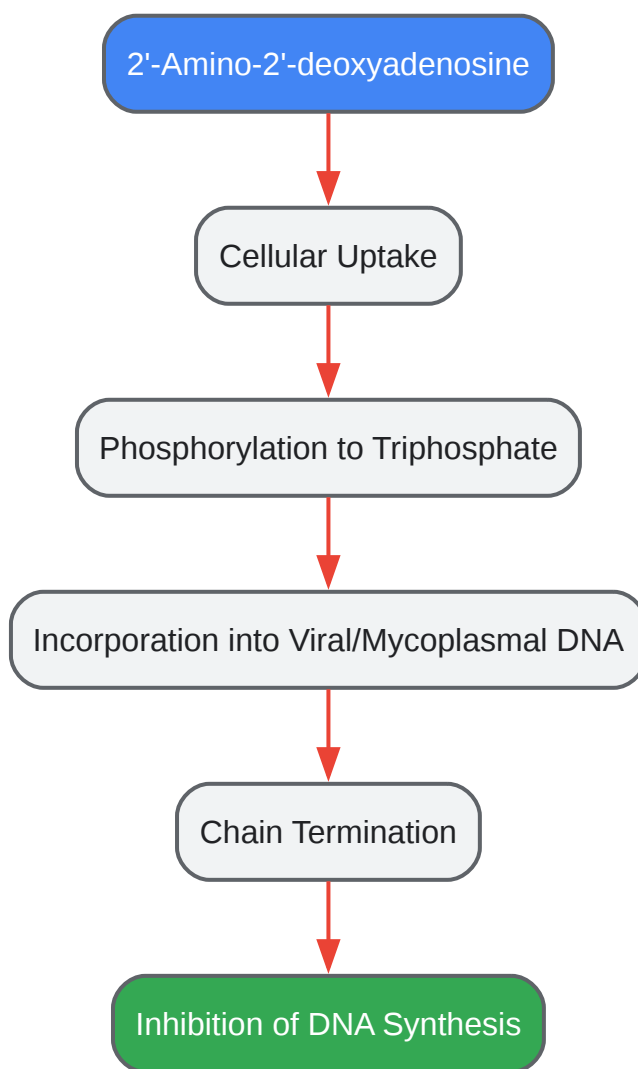 2'-Amino-2'-deoxyadenosine
Cellular Uptake
Phosphorylation to Triphosphate
Incorporation into Viral/Mycoplasmal DNA
Chain Termination
Inhibition of DNA Synthesis